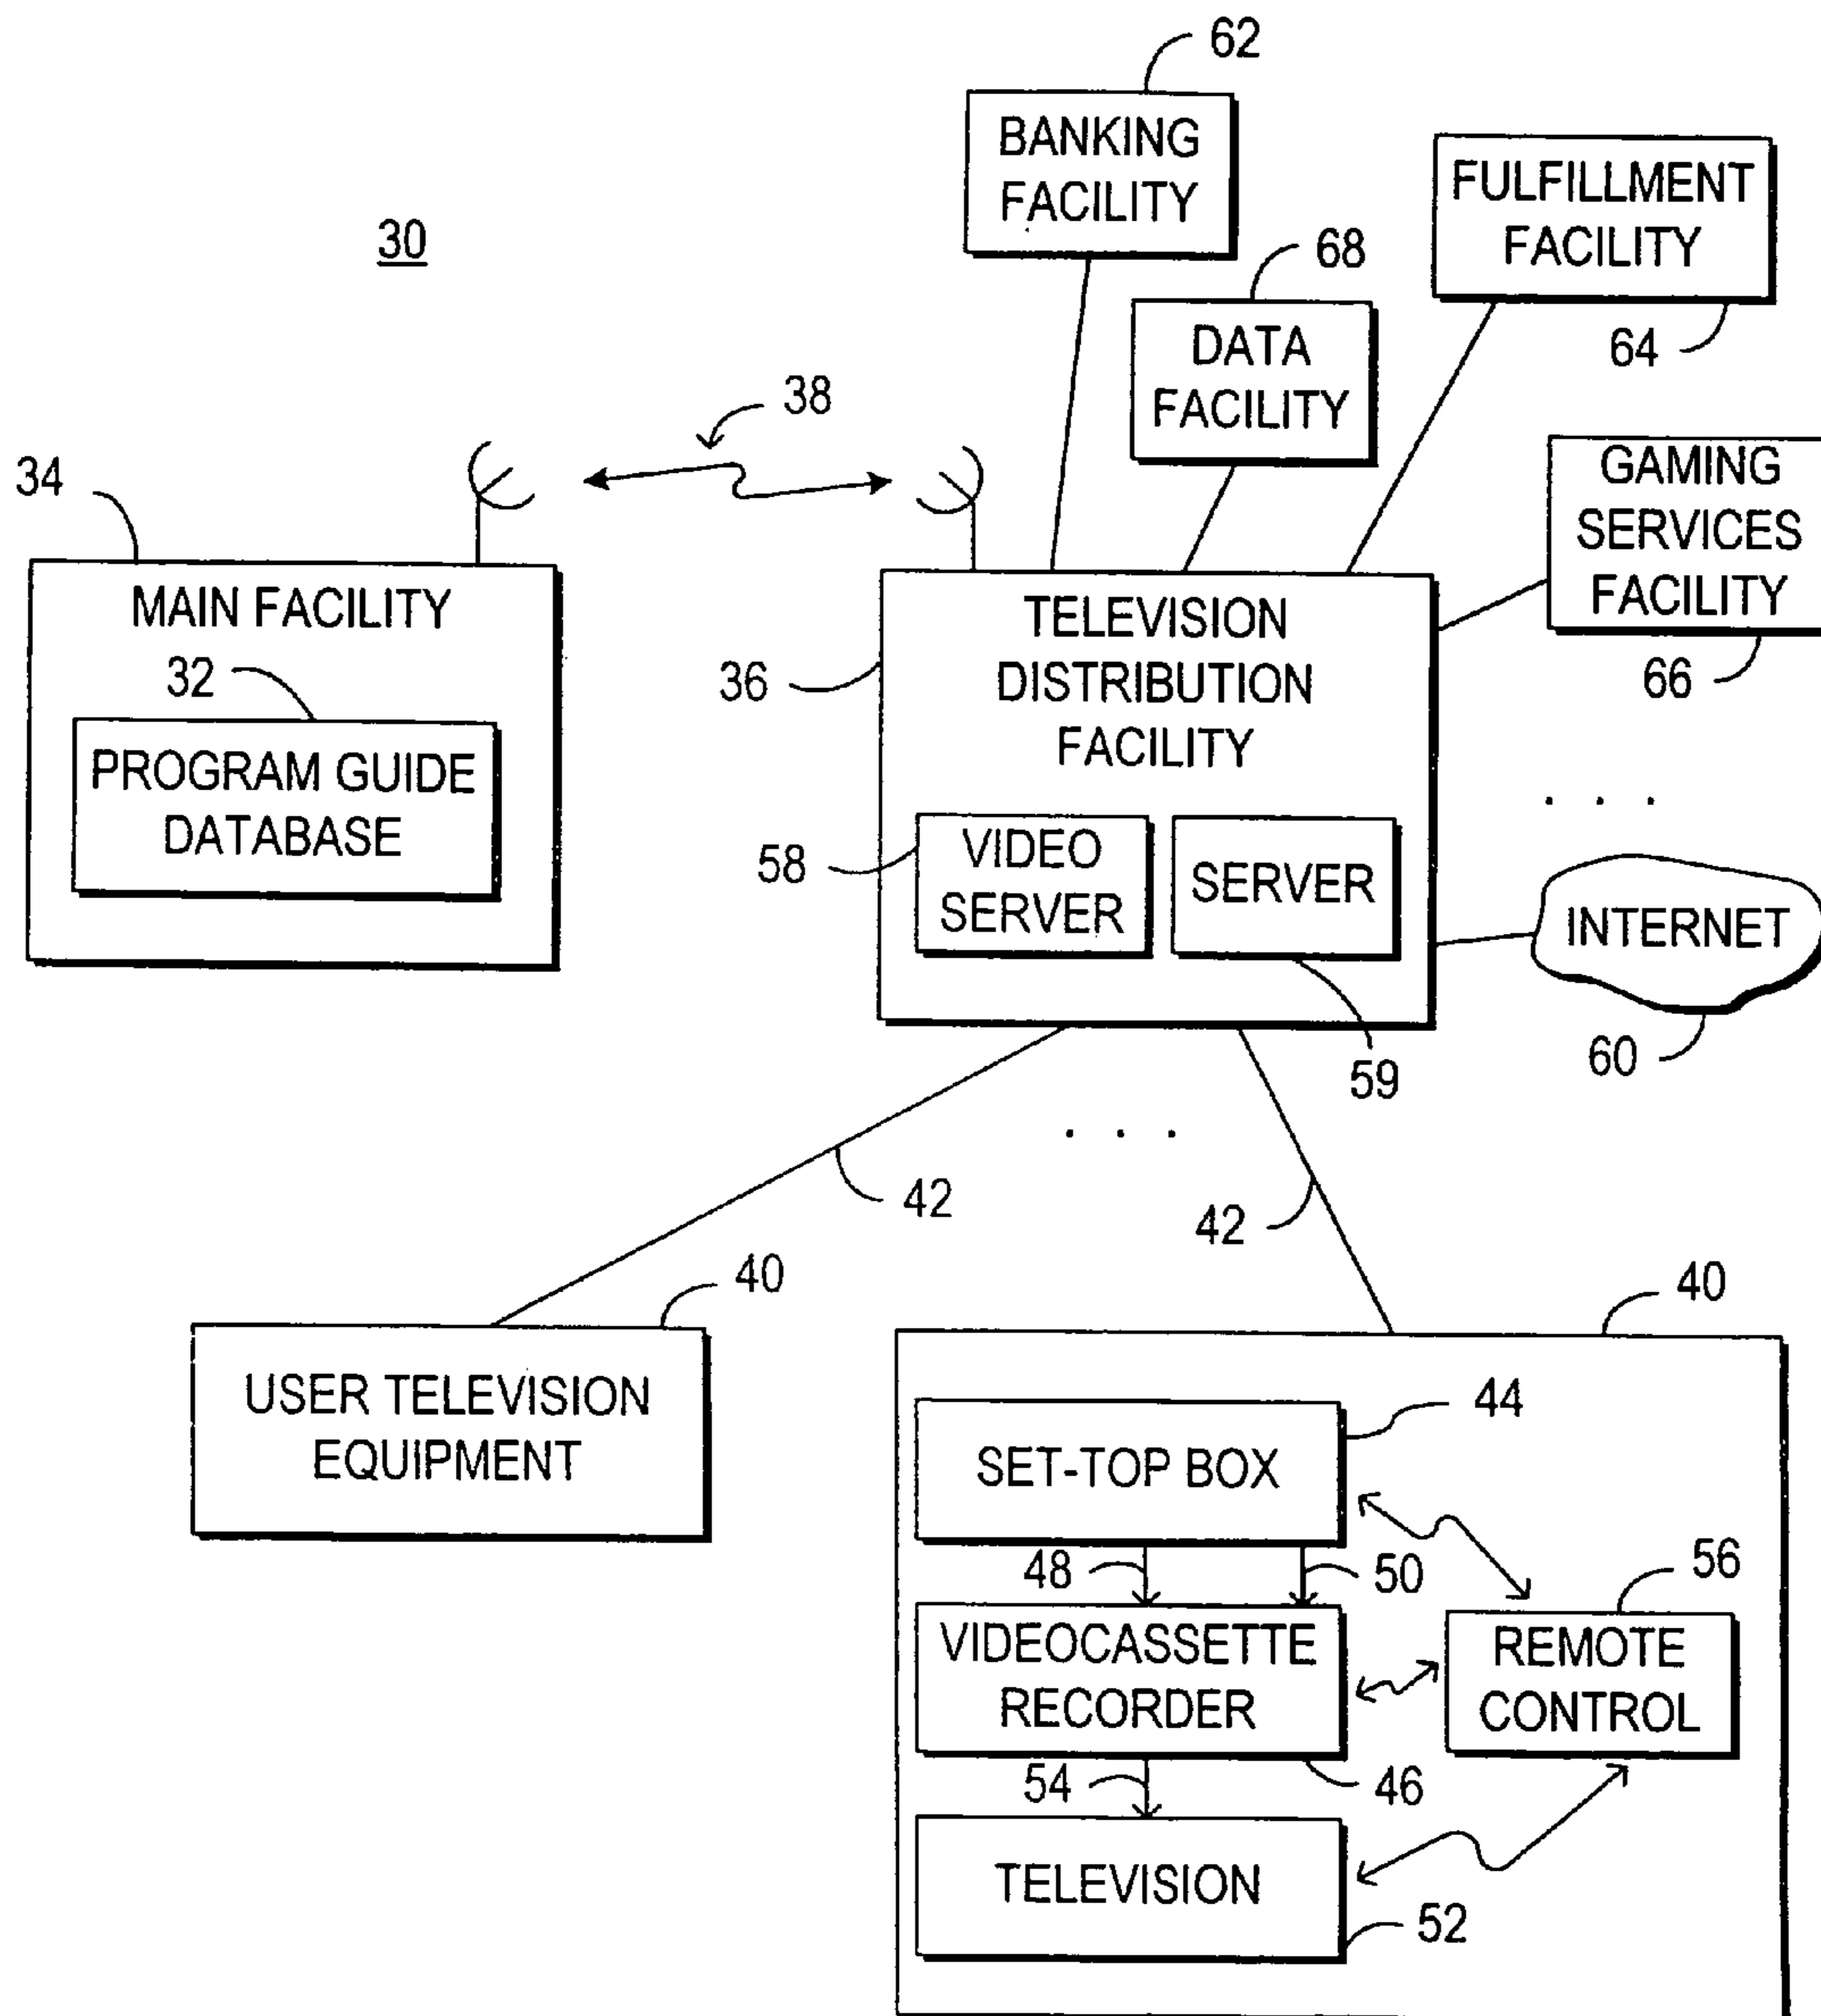 62
BANKING
FACILITY
FULFILLMENT
FACILITY
64
30
68
DATA
FACILITY
38
34
MAIN FACILITY
32
PROGRAM GUIDE
DATABASE
GAMING
SERVICES
FACILITY
66
36
TELEVISION
DISTRIBUTION
FACILITY
58
VIDEO
SERVER
SERVER
59
. . .
INTERNET
60
. . .
42
42
40
USER TELEVISION
EQUIPMENT
40
44
SET-TOP BOX
48
50
56
VIDEOCASSETTE
RECORDER
REMOTE
CONTROL
54
46
TELEVISION
52